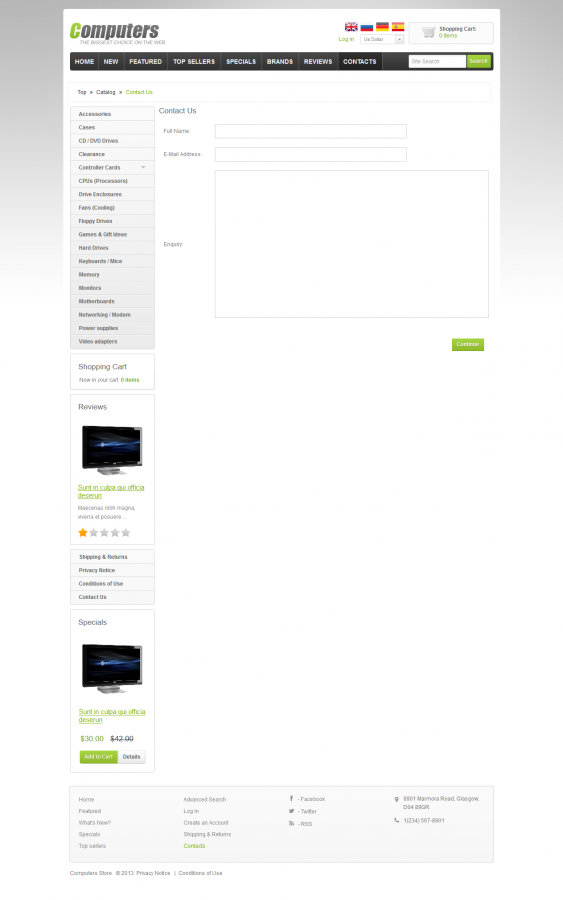 Computers
THE BIGGEST CHOICE ON THE WEB
Log In
Us Dollar
Shopping Cart:
0 items
HOME
NEW
FEATURED
TOP SELLERS
SPECIALS
BRANDS
REVIEWS
CONTACTS
Site Search
Search
Top » Catalog » Contact Us
Accessories
Cases
CD / DVD Drives
Clearance
Controller Cards
CPUs (Processors)
Drive Enclosures
Fans (Cooling)
Floppy Drives
Games & Gift Ideas
Hard Drives
Keyboards / Mice
Memory
Monitors
Motherboards
Networking / Modem
Power supplies
Video adapters
Contact Us
Full Name:
E-Mail Address:
Enquiry:
Continue
Shopping Cart
Now in your cart 0 items
Reviews
Sunt in culpa qui officia
deserun
Maecenas nibh magna,
viverra et posuere ...
Shipping & Returns
Privacy Notice
Conditions of Use
Contact Us
Specials
Sunt in culpa qui officia
deserun
$30.00 $42.00
Add to Cart
Details
Home
Featured
What's New?
Specials
Top sellers
Advanced Search
Log in
Create an Account
Shipping & Returns
Contacts
- Facebook
- Twitter
- RSS
8901 Marmora Road, Glasgow,
D04 89GR
1(234) 567-8901
Computers Store © 2013 Privacy Notice | Conditions of Use